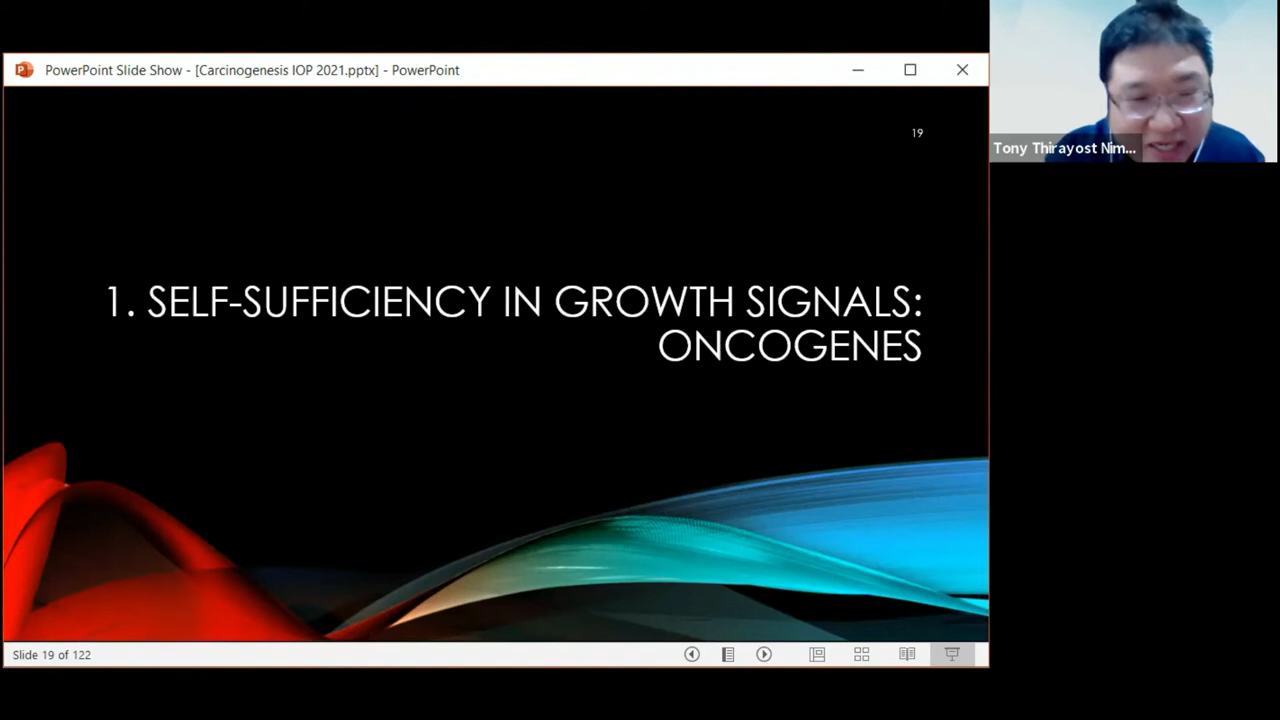 PowerPoint Slide Show - [Carcinogenesis IOP 2021.pptx] - PowerPoint
19
Tony Thirayost Nim...
1. SELF-SUFFICIENCY IN GROWTH SIGNALS:
ONCOGENES
Slide 19 of 122